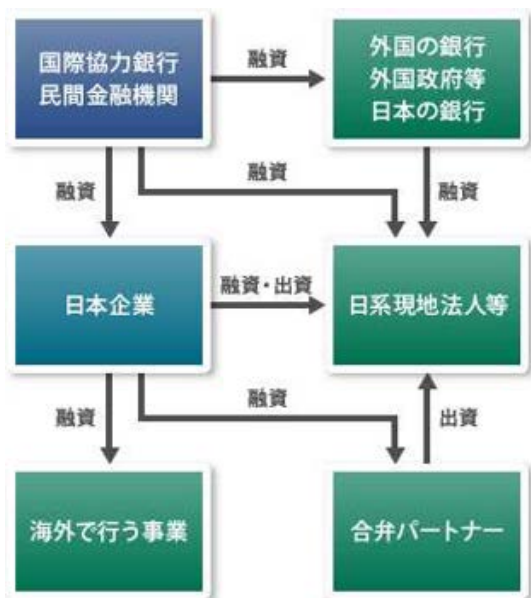 国際協力銀行
民間金融機関
融資
外国の銀行
外国政府等
日本の銀行
融資
融資
融資
日本企業
融資・出資
日系現地法人等
融資
融資
出資
海外で行う事業
合弁パートナー